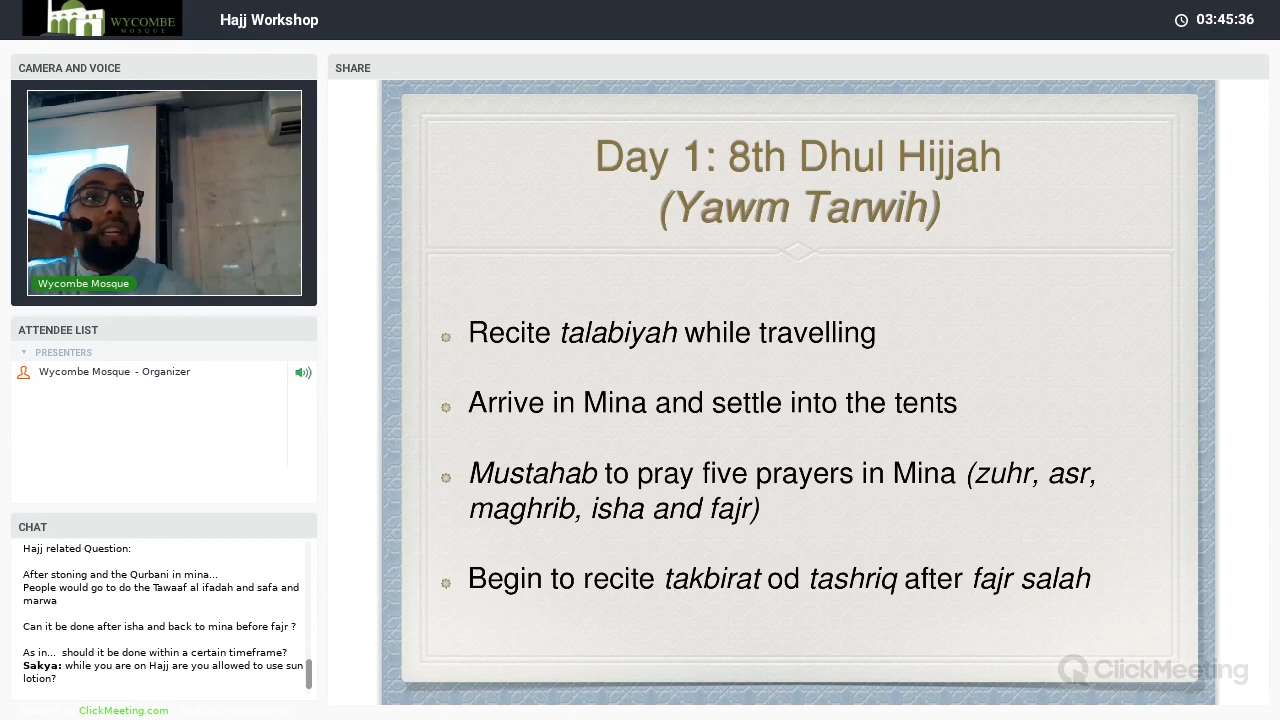 WYCOMBE
MOSQUE
Hajj Workshop
03:45:36
CAMERA AND VOICE
Wycombe Mosque
ATTENDEE LIST
PRESENTERS
Wycombe Mosque - Organizer
CHAT
Hajj related Question:
After stoning and the Qurbani in mina...
People would go to do the Tawaaf al ifadah and safa and
marwa
Can it be done after isha and back to mina before fajr ?
As in... should it be done within a certain timeframe?
Sakya: while you are on Hajj are you allowed to use sun
lotion?
ClickMeeting.com
SHARE
Day 1: 8th Dhul Hijjah
(Yawm Tarwih)
Recite talabiyah while travelling
Arrive in Mina and settle into the tents
Mustahab to pray five prayers in Mina (zuhr, asr,
maghrib, isha and fajr)
Begin to recite takbirat od tashriq after fajr salah
ClickMeeting